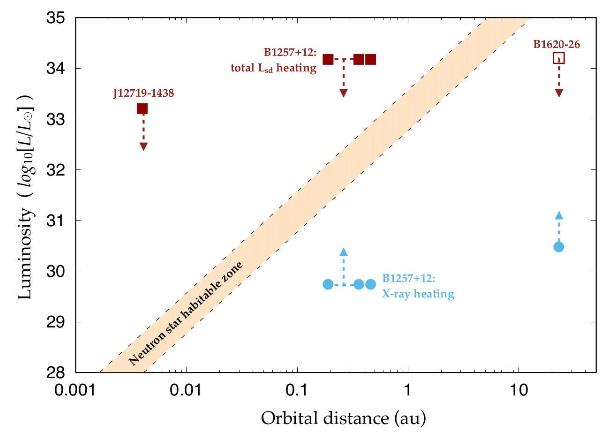 35
34
33
32
31
30
29
28
Luminosity ( log10[L/L☉] )
B1257+12:
total Lsd heating
B1620-26
J12719-1438
B1257+12:
X-ray heating
Neutron star habitable zone
0.001
0.01
0.1
1
10
Orbital distance (au)